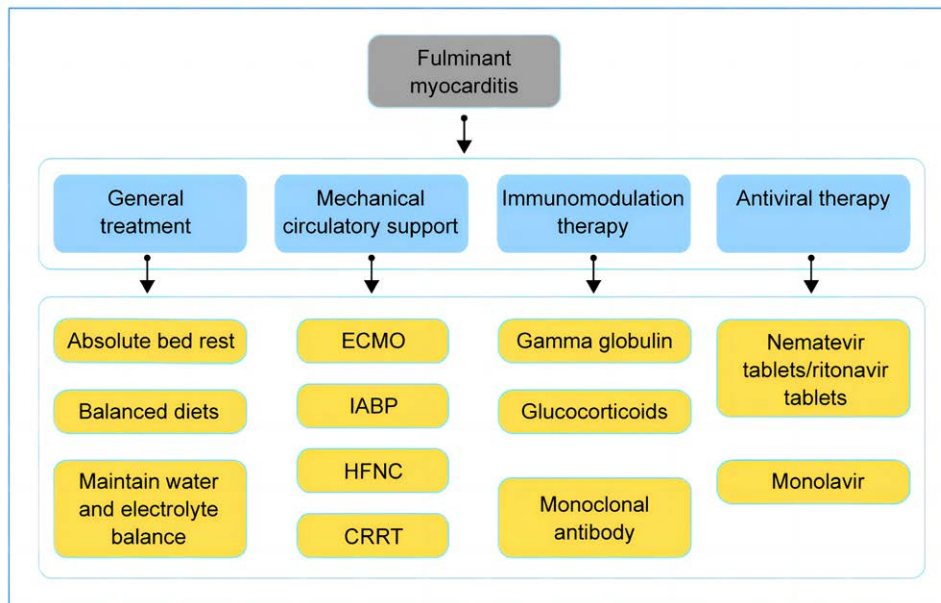 Fulminant
myocarditis
General
treatment
Mechanical
circulatory support
Immunomodulation
therapy
Antiviral therapy
Absolute bed rest
Balanced diets
Maintain water
and electrolyte
balance
ECMO
IABP
HFNC
CRRT
Gamma globulin
Glucocorticoids
Monoclonal
antibody
Nematevir
tablets/ritonavir
tablets
Monolavir